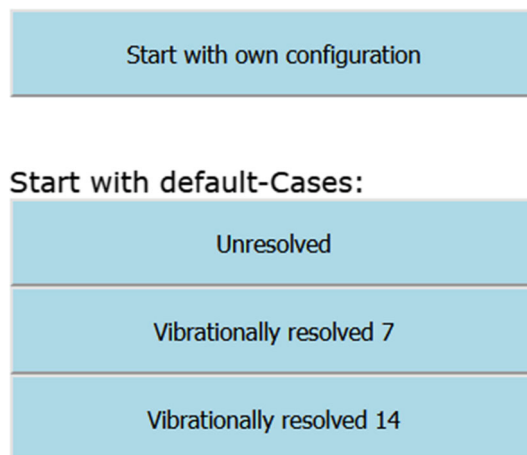 Start with own configuration
Start with default-Cases:
Unresolved
Vibrationally resolved 7
Vibrationally resolved 14